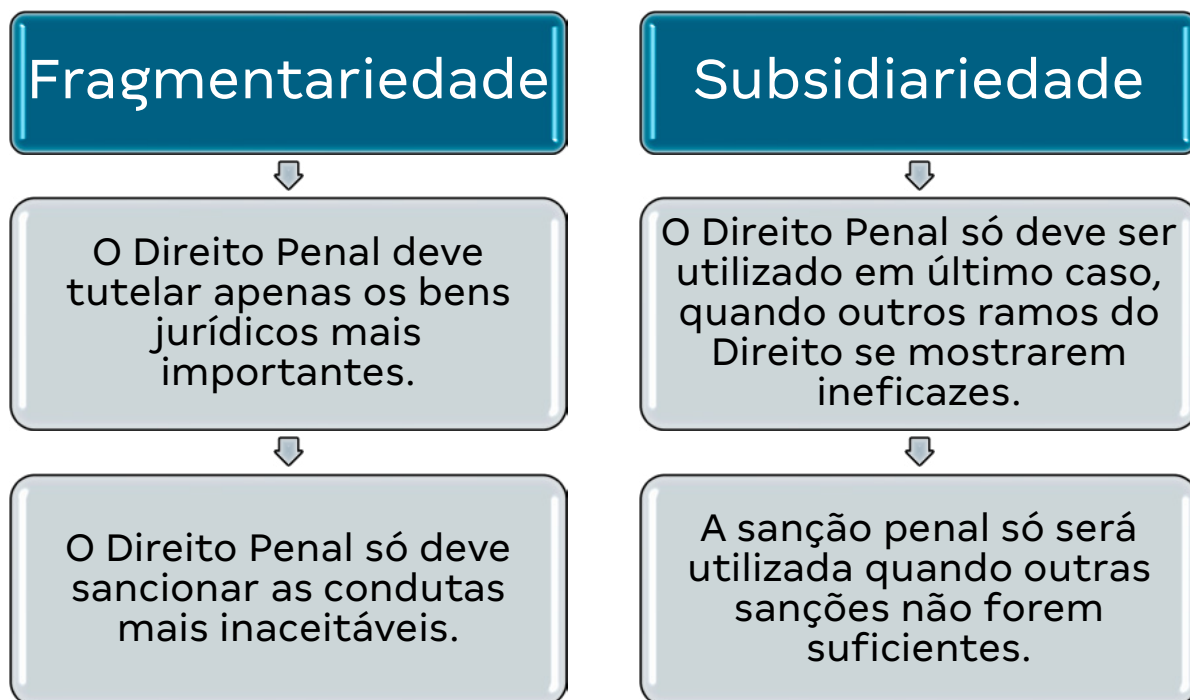 Fragmentariedade
O Direito Penal deve
tutelar apenas os bens
jurídicos mais
importantes.
O Direito Penal só deve
sancionar as condutas
mais inaceitáveis.
Subsidiariedade
O Direito Penal só deve ser
utilizado em último caso,
quando outros ramos do
Direito se mostrarem
ineficazes.
A sanção penal só será
utilizada quando outras
sanções não forem
suficientes.